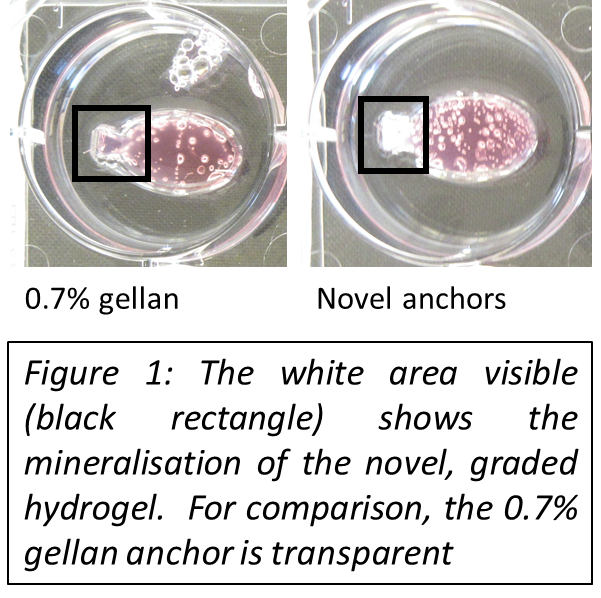 0.7% gellan
Novel anchors
Figure 1: The white area visible
(black rectangle) shows the
mineralisation of the novel, graded
hydrogel. For comparison, the 0.7%
gellan anchor is transparent